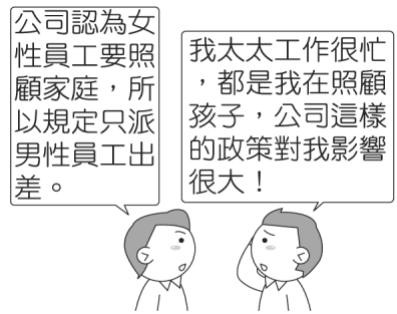 公司認為女
性員工要照
顧家庭，所
以規定只派
男性員工出
差。
我太太工作很忙
，都是我在照顧
孩子，公司這樣
的政策對我影響
很大！